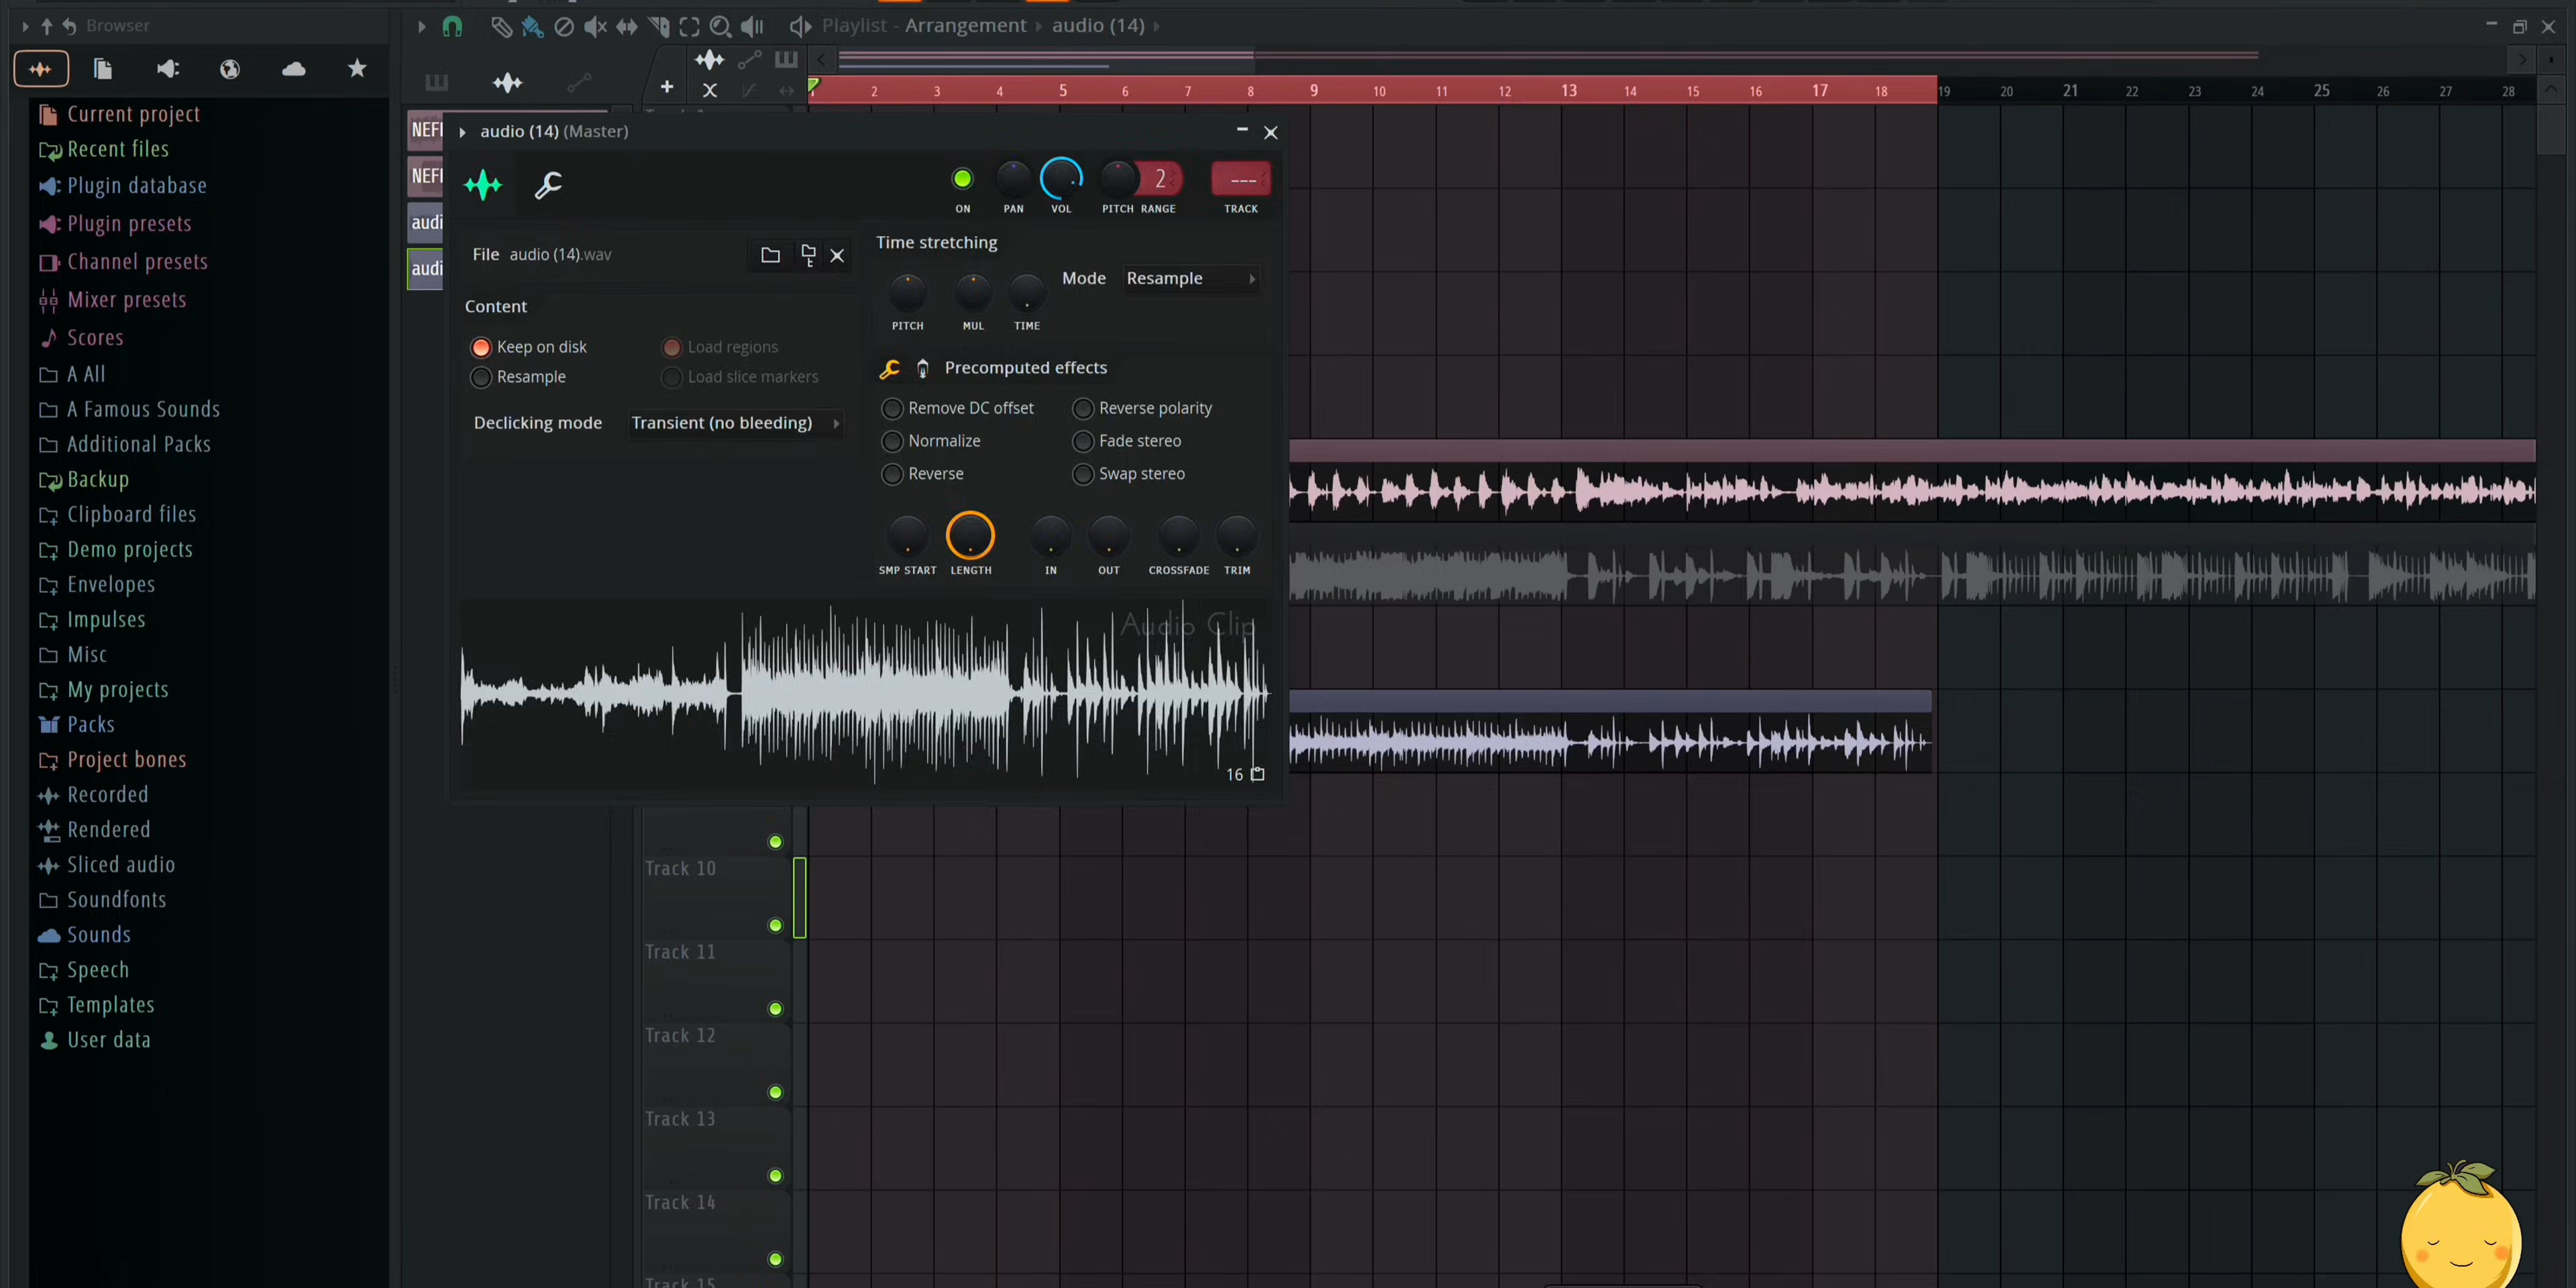 Browser
Playlist - Arrangement › audio (14) ›
1 2 3 4 5 6 7 8 9 10 11 12 13 14 15 16 17 18 19 20 21 22 23 24 25 26 27 28
Current project
Recent files
Plugin database
Plugin presets
Channel presets
Mixer presets
Scores
A All
A Famous Sounds
Additional Packs
Backup
Clipboard files
Demo projects
Envelopes
Impulses
Misc
My projects
Packs
Project bones
Recorded
Rendered
Sliced audio
Soundfonts
Sounds
Speech
Templates
User data
audi
audi
audio (14) (Master)
2
---
ON PAN VOL PITCH RANGE TRACK
File audio (14).wav
Content
Keep on disk
Load regions
Resample
Load slice markers
Declicking mode Transient (no bleeding)
Time stretching
Mode Resample
PITCH MUL TIME
Precomputed effects
Remove DC offset
Reverse polarity
Normalize
Fade stereo
Reverse
Swap stereo
SMP START LENGTH IN OUT CROSSFADE TRIM
Audio Clip
16
Track 10
Track 11
Track 12
Track 13
Track 14
Track 15